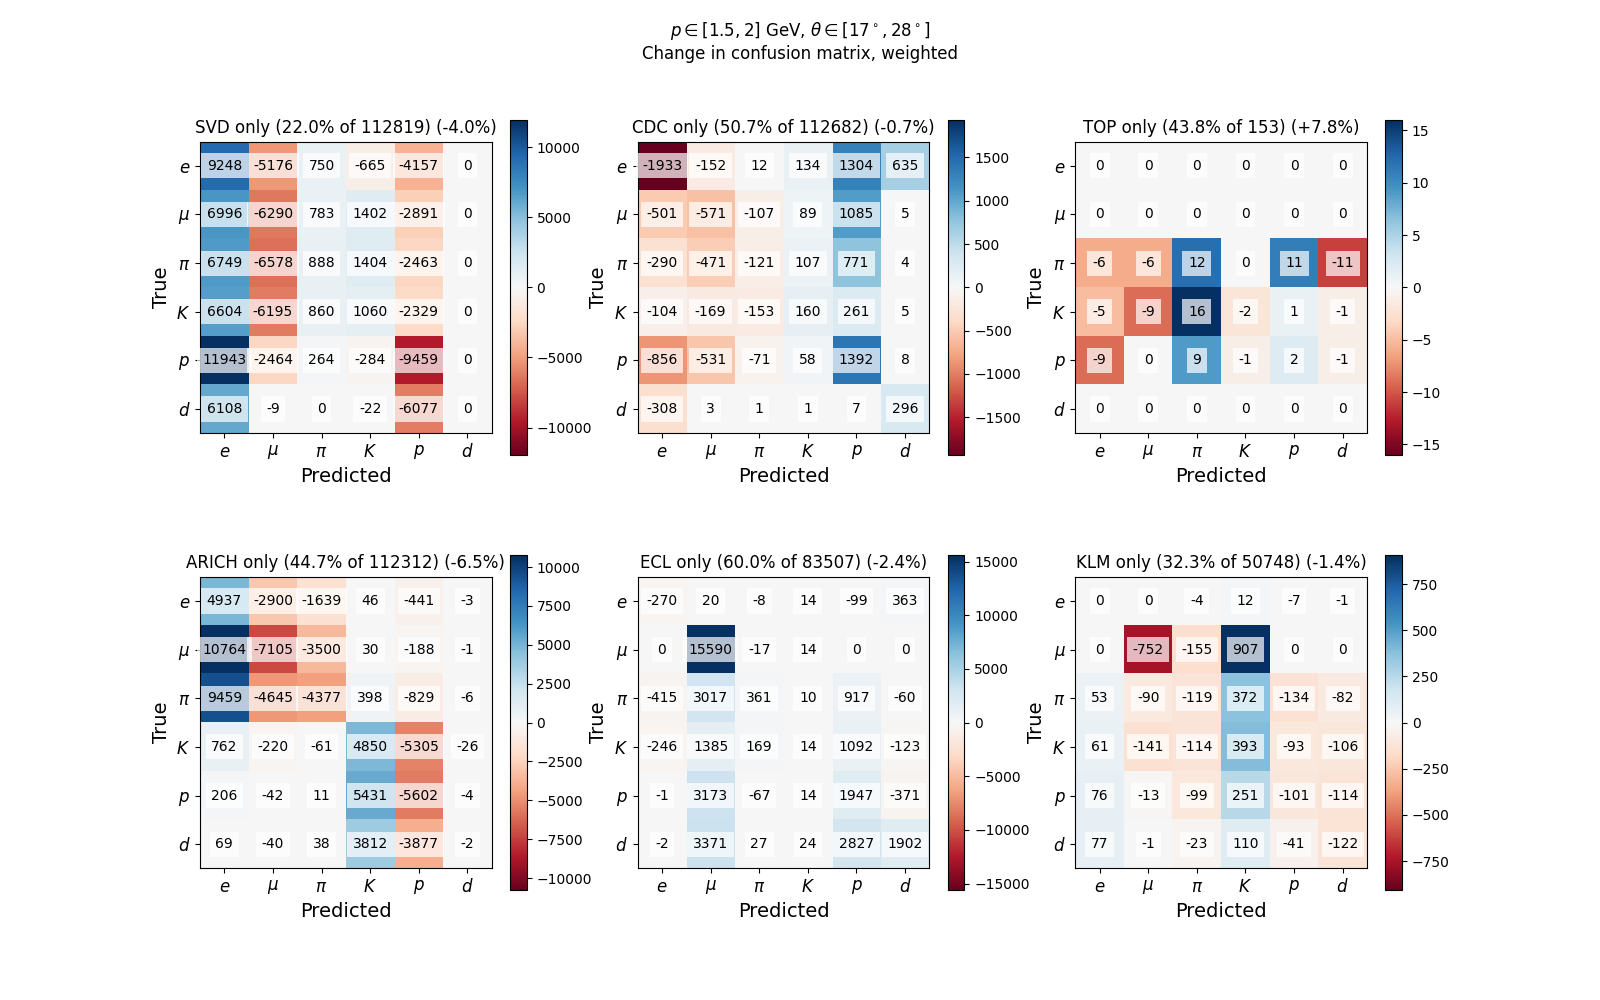 p ∈ [1.5, 2] GeV, θ ∈ [17°, 28°]
Change in confusion matrix, weighted
SVD only (22.0% of 112819) (-4.0%)
e 9248 -5176 750 -665 -4157 0
μ 6996 -6290 783 1402 -2891 0
π 6749 -6578 888 1404 -2463 0
K 6604 -6195 860 1060 -2329 0
p 11943 -2464 264 -284 -9459 0
d 6108 -9 0 -22 -6077 0
e μ π K p d
Predicted
True
10000
5000
0
−5000
−10000
CDC only (50.7% of 112682) (-0.7%)
e -1933 -152 12 134 1304 635
μ -501 -571 -107 89 1085 5
π -290 -471 -121 107 771 4
K -104 -169 -153 160 261 5
p -856 -531 -71 58 1392 8
d -308 3 1 1 7 296
e μ π K p d
Predicted
True
1500
1000
500
0
−500
−1000
−1500
TOP only (43.8% of 153) (+7.8%)
e 0 0 0 0 0 0
μ 0 0 0 0 0 0
π -6 -6 12 0 11 -11
K -5 -9 16 -2 1 -1
p -9 0 9 -1 2 -1
d 0 0 0 0 0 0
e μ π K p d
Predicted
True
15
10
5
0
−5
−10
−15
ARICH only (44.7% of 112312) (-6.5%)
e 4937 -2900 -1639 46 -441 -3
μ 10764 -7105 -3500 30 -188 -1
π 9459 -4645 -4377 398 -829 -6
K 762 -220 -61 4850 -5305 -26
p 206 -42 11 5431 -5602 -4
d 69 -40 38 3812 -3877 -2
e μ π K p d
Predicted
True
10000
7500
5000
2500
0
−2500
−5000
−7500
−10000
ECL only (60.0% of 83507) (-2.4%)
e -270 20 -8 14 -99 363
μ 0 15590 -17 14 0 0
π -415 3017 361 10 917 -60
K -246 1385 169 14 1092 -123
p -1 3173 -67 14 1947 -371
d -2 3371 27 24 2827 1902
e μ π K p d
Predicted
True
15000
10000
5000
0
−5000
−10000
−15000
KLM only (32.3% of 50748) (-1.4%)
e 0 0 -4 12 -7 -1
μ 0 -752 -155 907 0 0
π 53 -90 -119 372 -134 -82
K 61 -141 -114 393 -93 -106
p 76 -13 -99 251 -101 -114
d 77 -1 -23 110 -41 -122
e μ π K p d
Predicted
True
750
500
250
0
−250
−500
−750